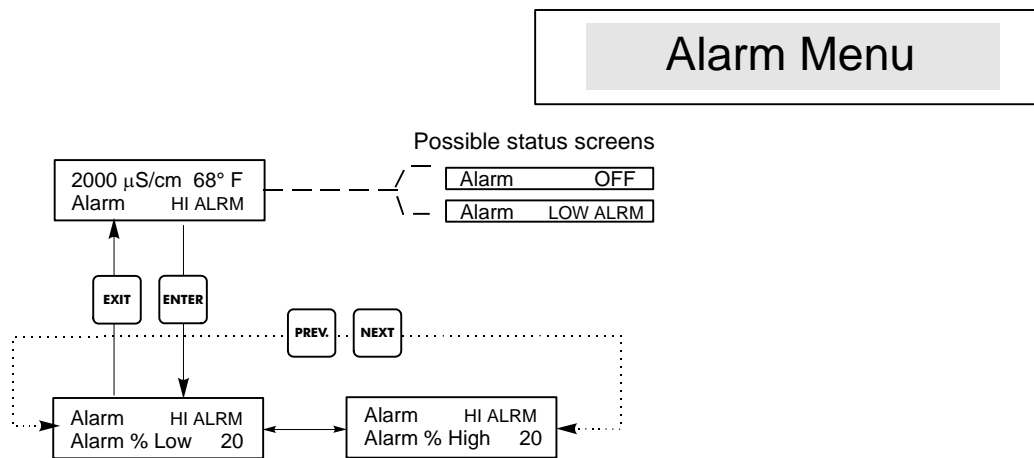 Alarm Menu
Possible status screens
2000 µS/cm 68° F
Alarm HI ALRM
Alarm OFF
Alarm LOW ALRM
EXIT
ENTER
PREV.
NEXT
Alarm HI ALRM
Alarm % Low 20
Alarm HI ALRM
Alarm % High 20